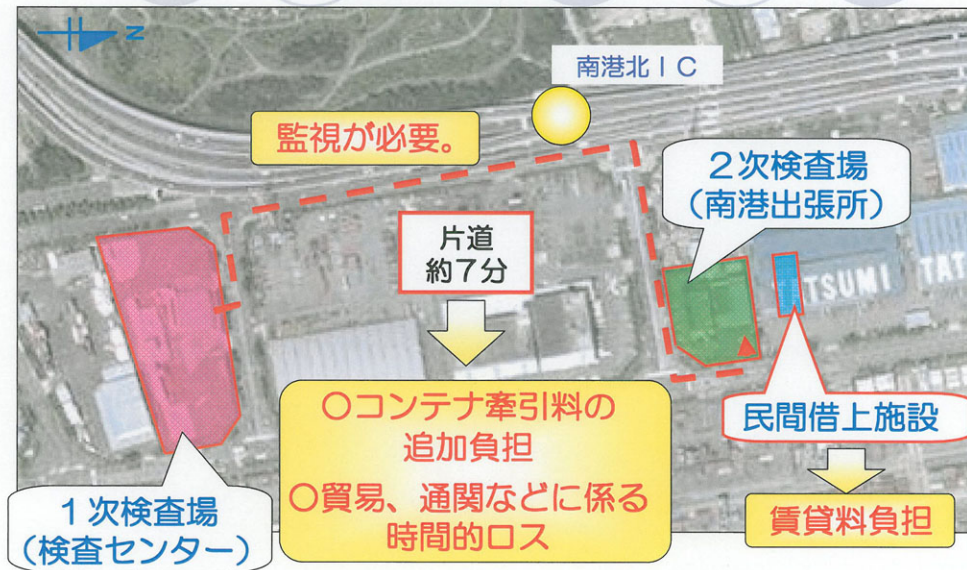 N
南港北IC
監視が必要。
2次検査場
(南港出張所)
片道
約7分
TSUMI
TAT
○コンテナ牽引料の
追加負担
○貿易、通関などに係る
時間的ロス
民間借上施設
賃貸料負担
1次検査場
(検査センター)